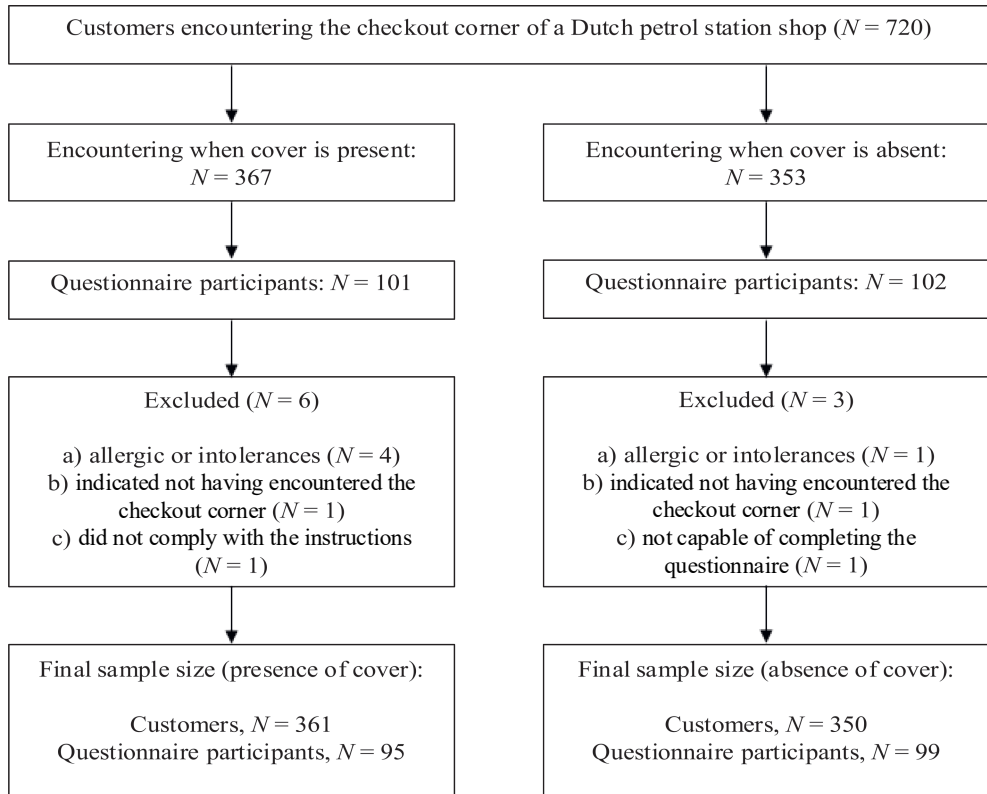 Customers encountering the checkout corner of a Dutch petrol station shop (N = 720)
Encountering when cover is present:
N = 367
Questionnaire participants: N = 101
Excluded (N = 6)
a) allergic or intolerances (N = 4)
b) indicated not having encountered the
checkout corner (N = 1)
c) did not comply with the instructions
(N = 1)
Final sample size (presence of cover):
Customers, N = 361
Questionnaire participants, N = 95
Encountering when cover is absent:
N = 353
Questionnaire participants: N = 102
Excluded (N = 3)
a) allergic or intolerances (N = 1)
b) indicated not having encountered the
checkout corner (N = 1)
c) not capable of completing the
questionnaire (N = 1)
Final sample size (absence of cover):
Customers, N = 350
Questionnaire participants, N = 99